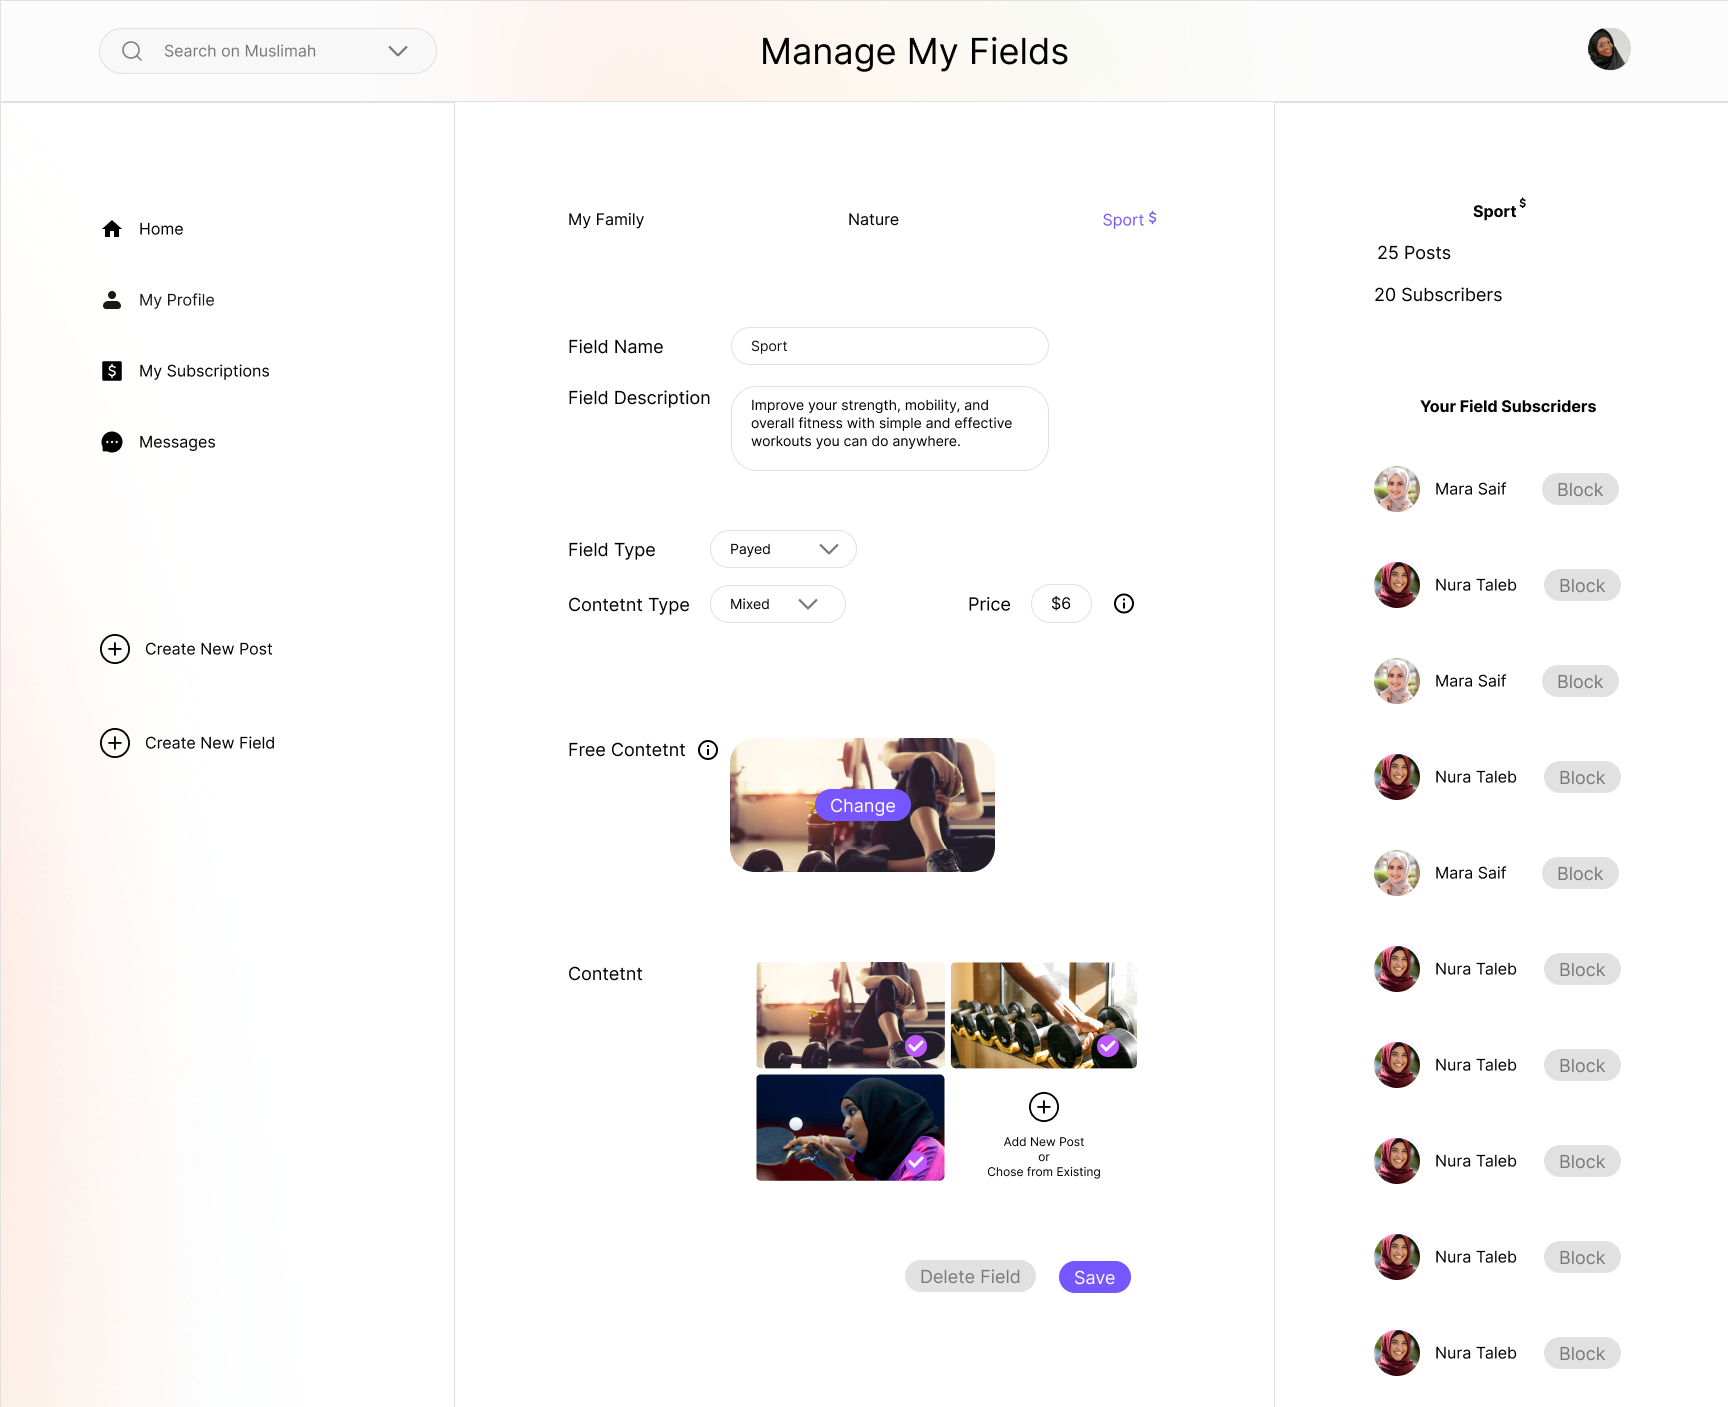 Search on Muslimah
Manage My Fields
Home
My Profile
My Subscriptions
Messages
Create New Post
Create New Field
My Family
Nature
Sport $
Field Name
Sport
Field Description
Improve your strength, mobility, and
overall fitness with simple and effective
workouts you can do anywhere.
Field Type
Payed
Contetnt Type
Mixed
Price
$6
Free Contetnt
Change
Contetnt
Add New Post
or
Chose from Existing
Delete Field
Save
Sport $
25 Posts
20 Subscribers
Your Field Subscriders
Mara Saif
Block
Nura Taleb
Block
Mara Saif
Block
Nura Taleb
Block
Mara Saif
Block
Nura Taleb
Block
Nura Taleb
Block
Nura Taleb
Block
Nura Taleb
Block
Nura Taleb
Block